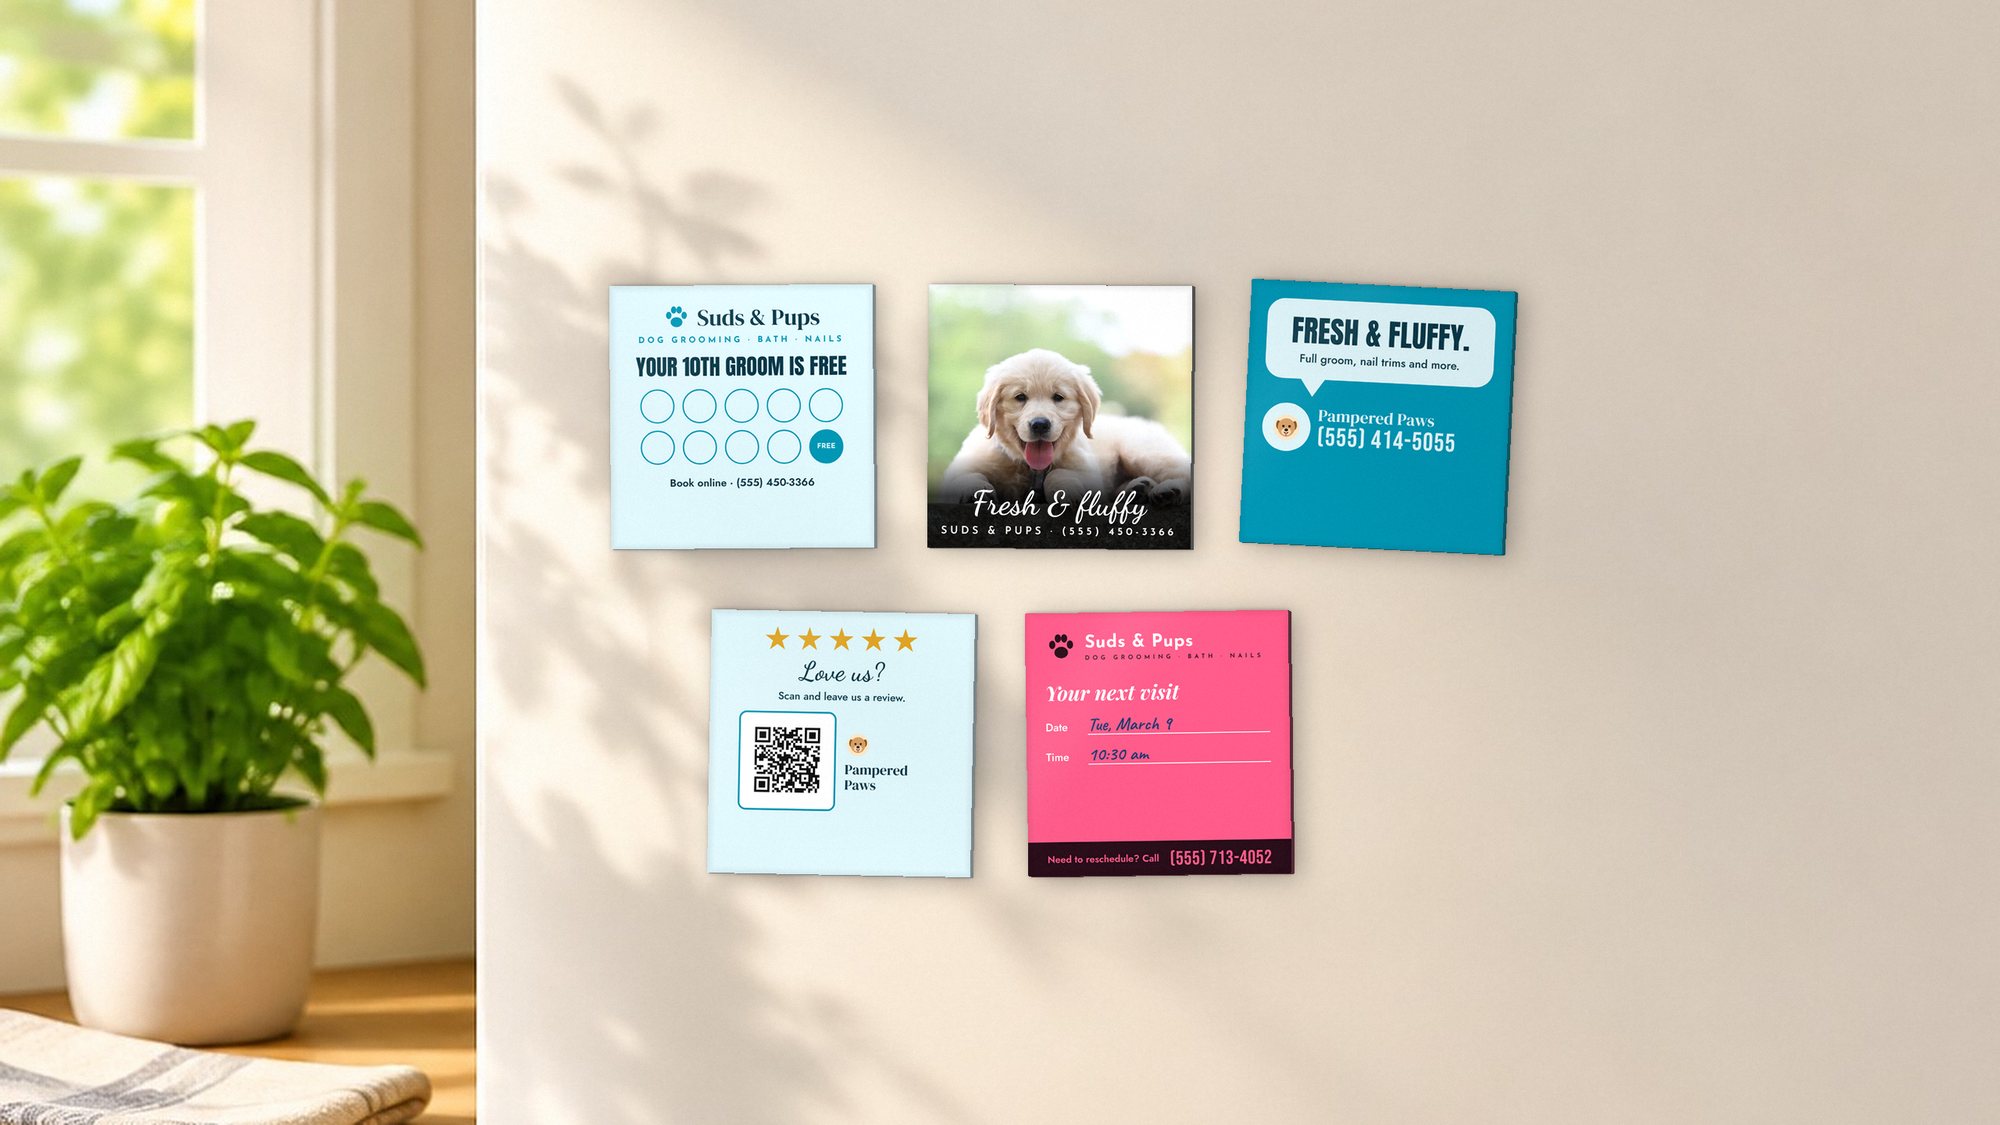 Suds & Pups
DOG GROOMING · BATH · NAILS
YOUR 10TH GROOM IS FREE
FREE
Book online · (555) 450-3366
Fresh & fluffy
SUDS & PUPS · (555) 450-3366
FRESH & FLUFFY.
Full groom, nail trims and more.
Pampered Paws
(555) 414-5055
Love us?
Scan and leave us a review.
Pampered
Paws
Suds & Pups
DOG GROOMING · BATH · NAILS
Your next visit
Date Tue, March 9
Time 10:30 am
Need to reschedule? Call (555) 713-4052